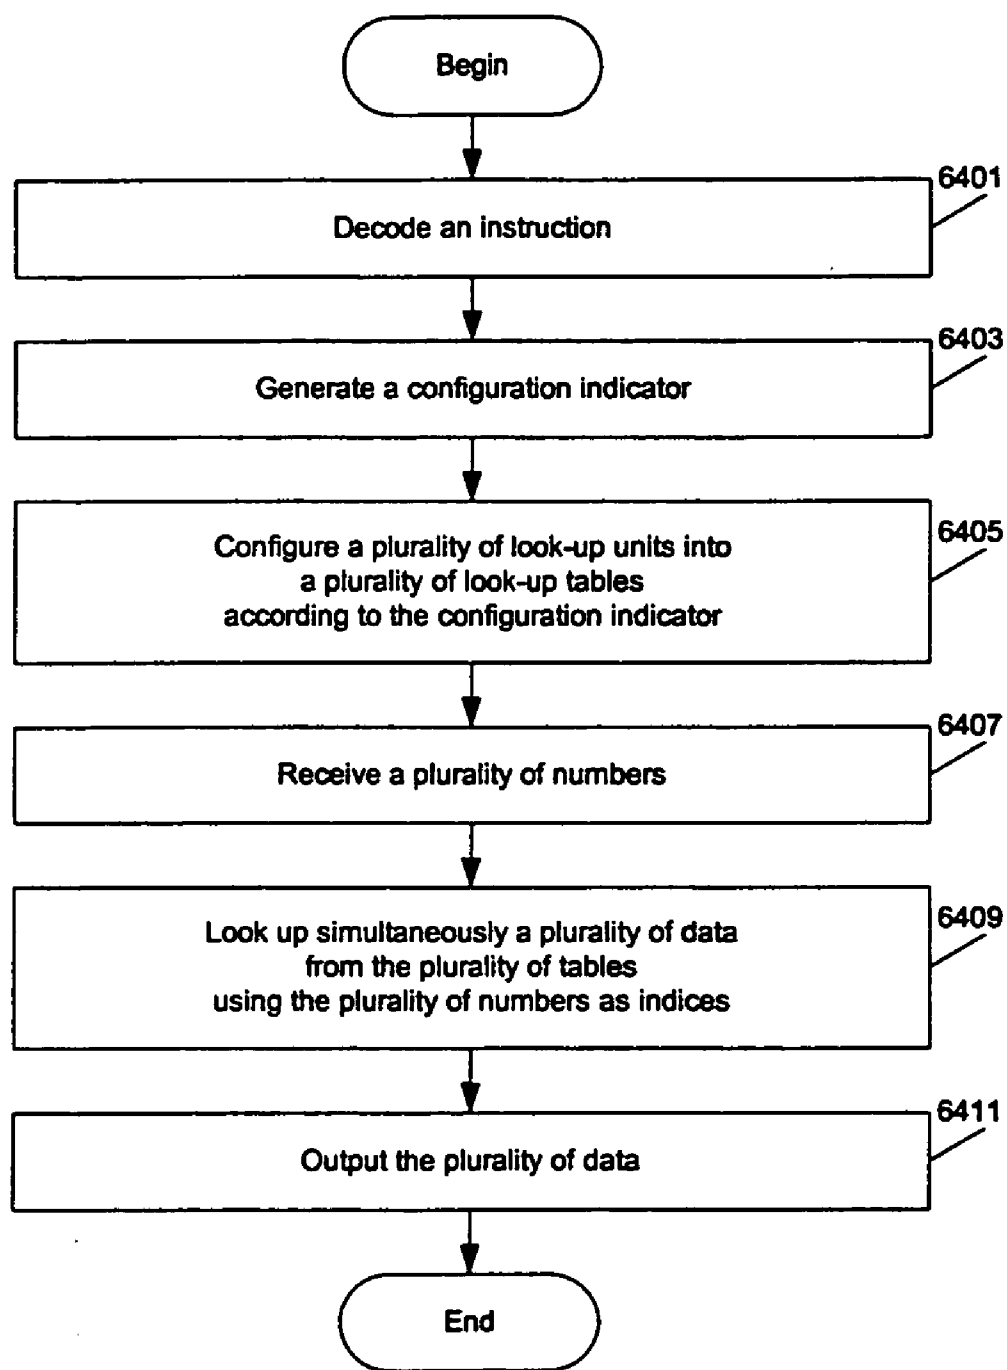 Begin
6401
Decode an instruction
6403
Generate a configuration indicator
6405
Configure a plurality of look-up units into
a plurality of look-up tables
according to the configuration indicator
6407
Receive a plurality of numbers
6409
Look up simultaneously a plurality of data
from the plurality of tables
using the plurality of numbers as indices
6411
Output the plurality of data
End